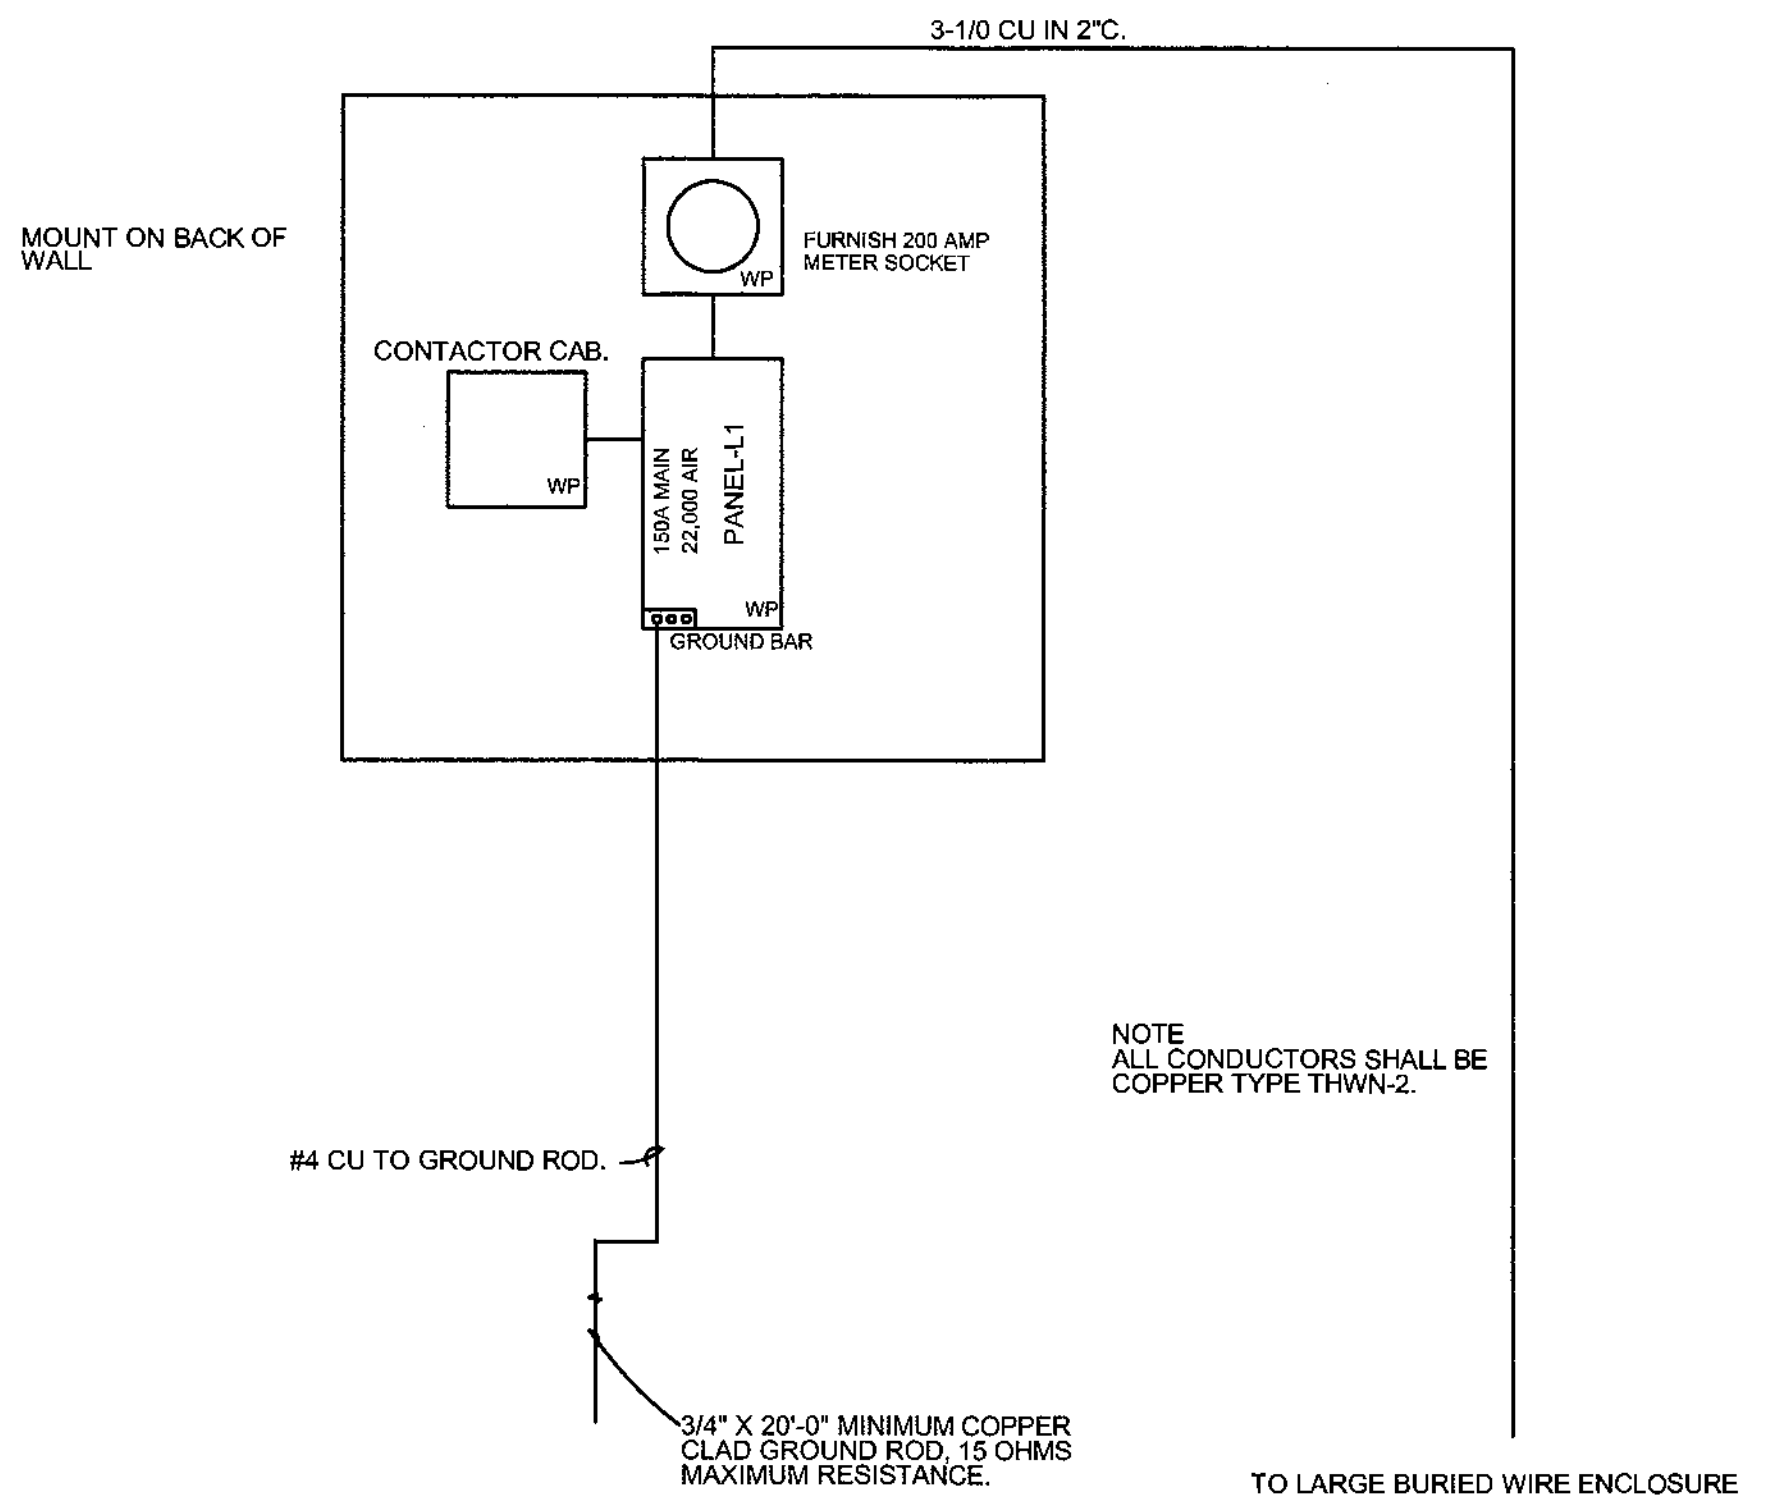 3-1/0 CU IN 2"C.
MOUNT ON BACK OF
WALL
FURNISH 200 AMP
METER SOCKET
WP
CONTACTOR CAB.
WP
150A MAIN
22,000 AIR
PANEL-L1
WP
GROUND BAR
NOTE
ALL CONDUCTORS SHALL BE
COPPER TYPE THWN-2.
#4 CU TO GROUND ROD.
3/4" X 20'-0" MINIMUM COPPER
CLAD GROUND ROD, 15 OHMS
MAXIMUM RESISTANCE.
TO LARGE BURIED WIRE ENCLOSURE